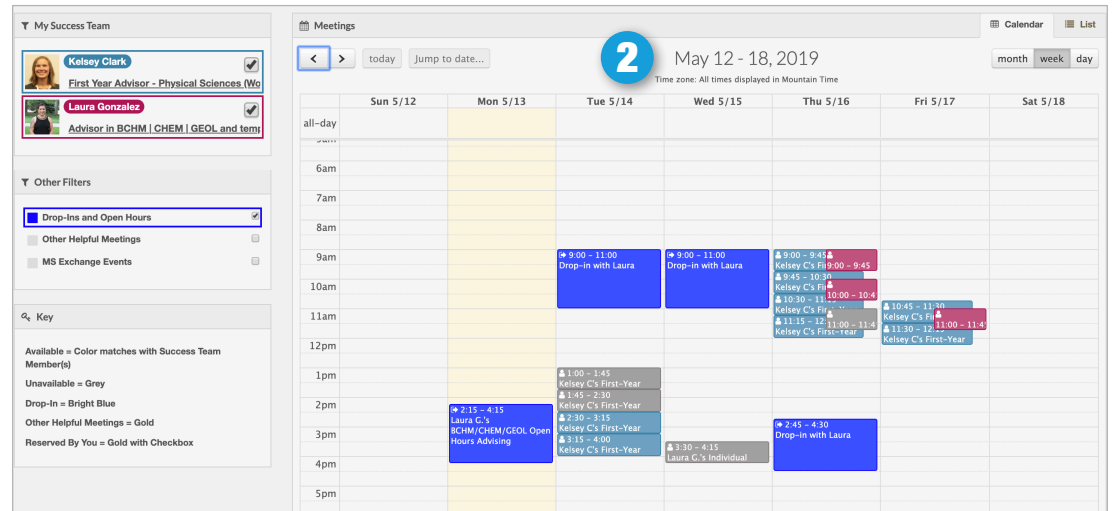 My Success Team
Kelsey Clark
First Year Advisor - Physical Sciences (Wo
Laura Gonzalez
Advisor in BCHM | CHEM | GEOL and temp
Other Filters
Drop-Ins and Open Hours
Other Helpful Meetings
MS Exchange Events
Key
Available = Color matches with Success Team
Member(s)
Unavailable = Grey
Drop-In = Bright Blue
Other Helpful Meetings = Gold
Reserved By You = Gold with Checkbox
Meetings
Calendar
List
today
Jump to date...
2
May 12 - 18, 2019
Time zone: All times displayed in Mountain Time
month
week
day
Sun 5/12
Mon 5/13
Tue 5/14
Wed 5/15
Thu 5/16
Fri 5/17
Sat 5/18
all-day
6am
7am
8am
9am
10am
11am
12pm
1pm
2pm
3pm
4pm
5pm
2:15 - 4:15
Laura G.'s
BCHM/CHEM/GEOL Open
Hours Advising
9:00 - 11:00
Drop-in with Laura
1:00 - 1:45
Kelsey C's First-Year
1:45 - 2:30
Kelsey C's First-Year
2:30 - 3:15
Kelsey C's First-Year
3:15 - 4:00
Kelsey C's First-Year
9:00 - 11:00
Drop-in with Laura
3:30 - 4:15
Laura G.'s Individual
9:00 - 9:45
Kelsey C's Fir
9:00 - 9:45
9:45 - 10:30
Kelsey C's Fir
10:00 - 10:4
10:30 - 11:
Kelsey C's
11:15 - 12:
Kelsey C's First-Year
11:00 - 11:4
2:45 - 4:30
Drop-in with Laura
10:45 - 11:30
Kelsey C's Fi
11:00 - 11:4
11:30 - 12:
Kelsey C's First-Year